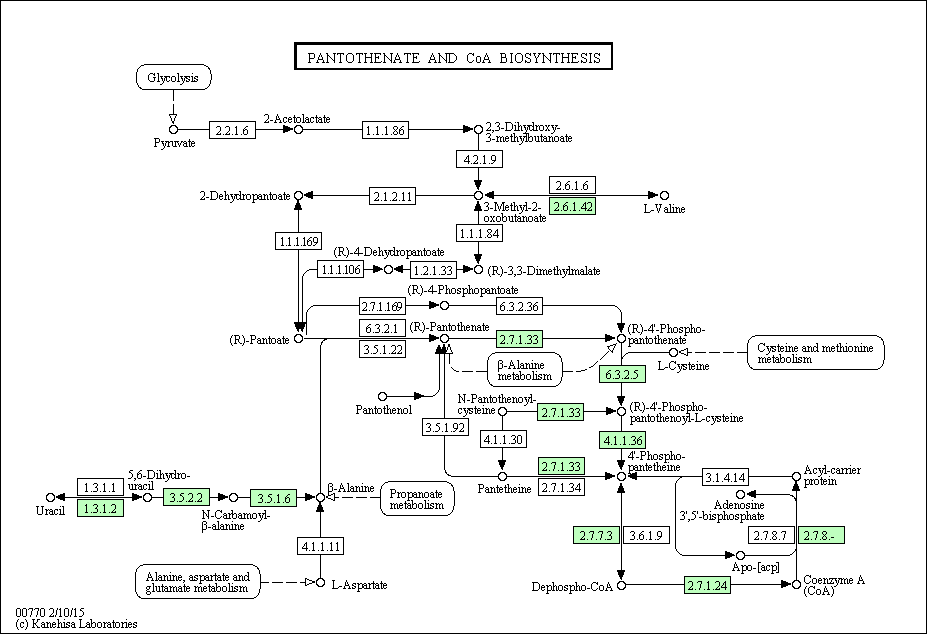 PANTOTHENATE AND CoA BIOSYNTHESIS
Glycolysis
2-Acetolactate
Pyruvate
2.2.1.6
1.1.1.86
2,3-Dihydroxy-
3-methylbutanoate
4.2.1.9
2-Dehydropantoate
2.1.2.11
2.6.1.6
2.6.1.42
L-Valine
3-Methyl-2-
oxobutanoate
1.1.1.84
1.1.1.169
(R)-4-Dehydropantoate
1.1.1.106
1.2.1.33
(R)-3,3-Dimethylmalate
(R)-4-Phosphopantoate
2.7.1.169
6.3.2.36
(R)-Pantoate
6.3.2.1
3.5.1.22
(R)-Pantothenate
2.7.1.33
(R)-4'-Phospho-
pantothenate
β-Alanine
metabolism
L-Cysteine
Cysteine and methionine
metabolism
6.3.2.5
Pantothenol
N-Pantothenoyl-
cysteine
2.7.1.33
(R)-4'-Phospho-
pantothenoyl-L-cysteine
3.5.1.92
4.1.1.30
4.1.1.36
4'-Phospho-
pantetheine
2.7.1.33
2.7.1.34
Pantetheine
3.1.4.14
Acyl-carrier
protein
Uracil
1.3.1.1
1.3.1.2
5,6-Dihydro-
uracil
3.5.2.2
N-Carbamoyl-
β-alanine
3.5.1.6
β-Alanine
Propanoate
metabolism
Adenosine
3',5'-bisphosphate
2.7.7.3
3.6.1.9
2.7.8.7
2.7.8.-
4.1.1.11
Apo-[acp]
Alanine, aspartate and
glutamate metabolism
L-Aspartate
Dephospho-CoA
2.7.1.24
Coenzyme A
(CoA)
00770 2/10/15
(c) Kanehisa Laboratories